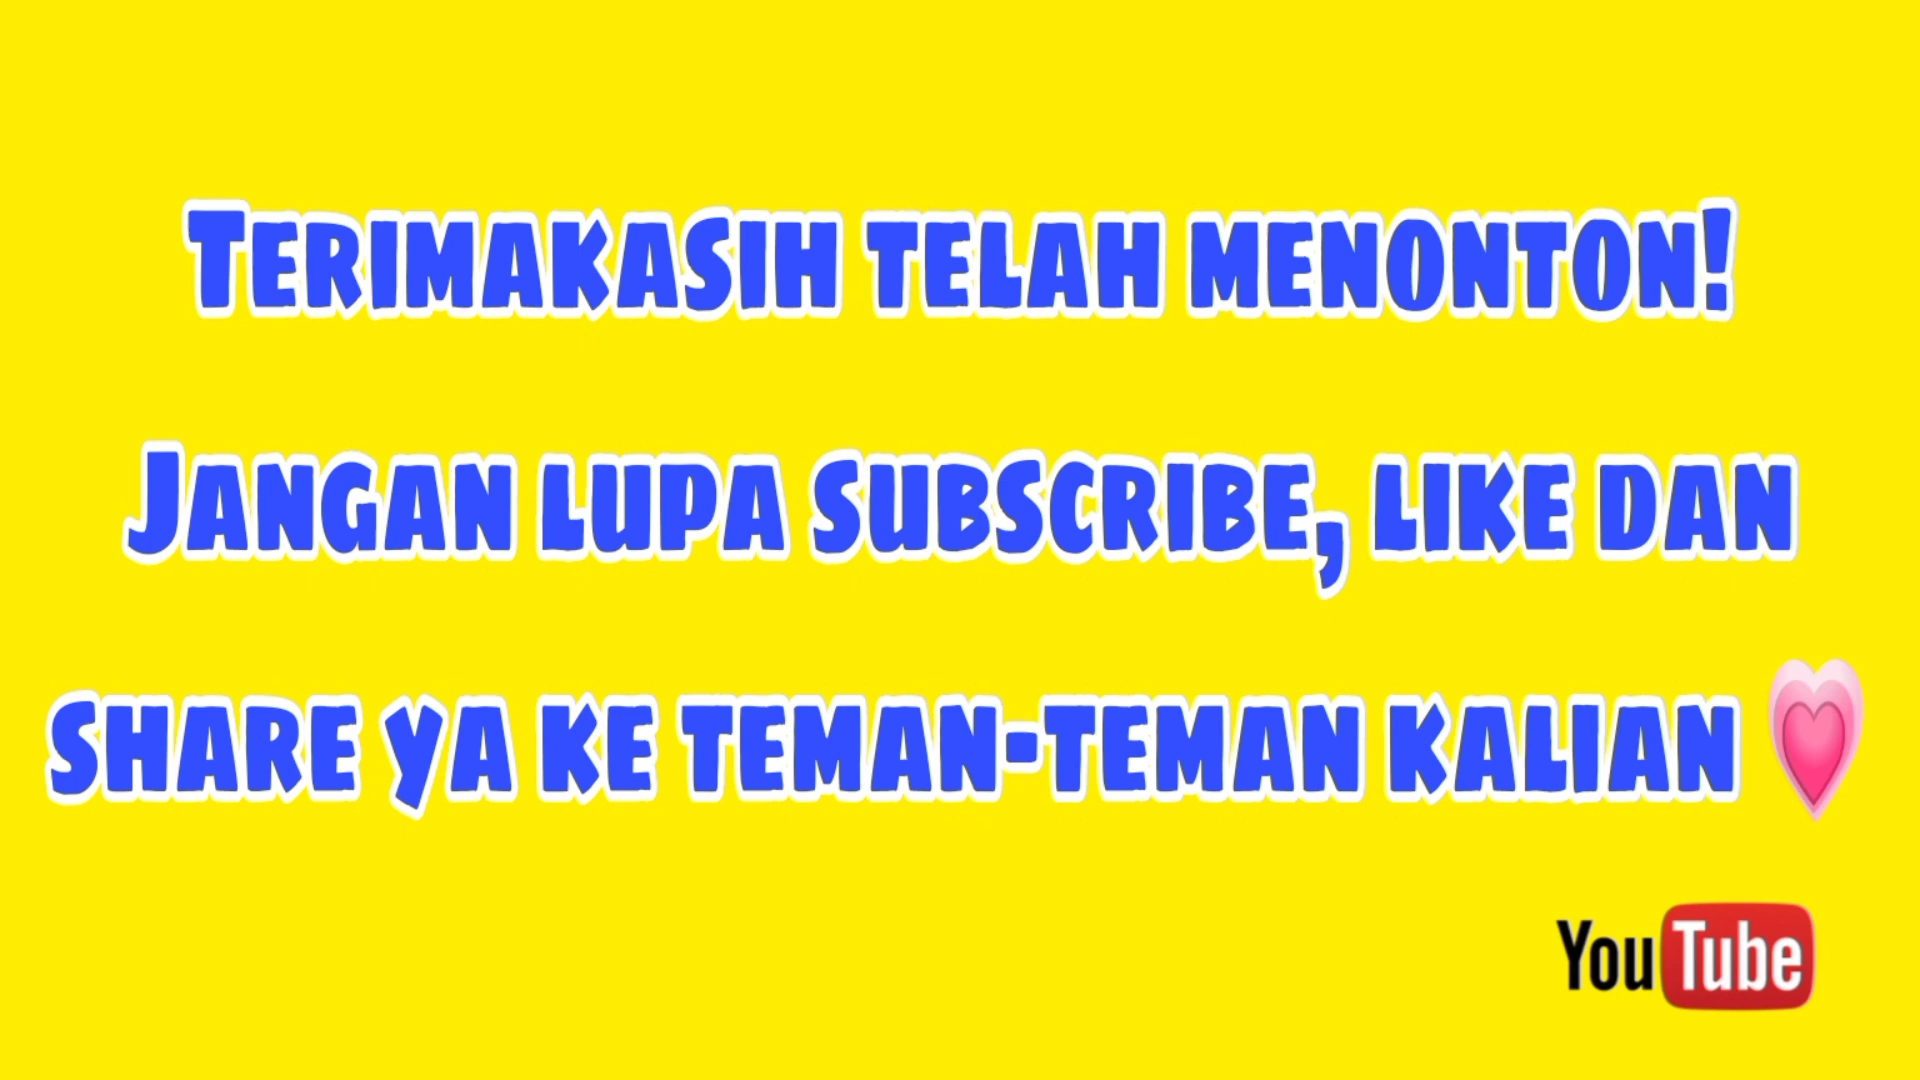 Terimakasih telah menonton!
Jangan lupa subscribe, like dan
share ya ke teman-teman kalian 💗
YouTube